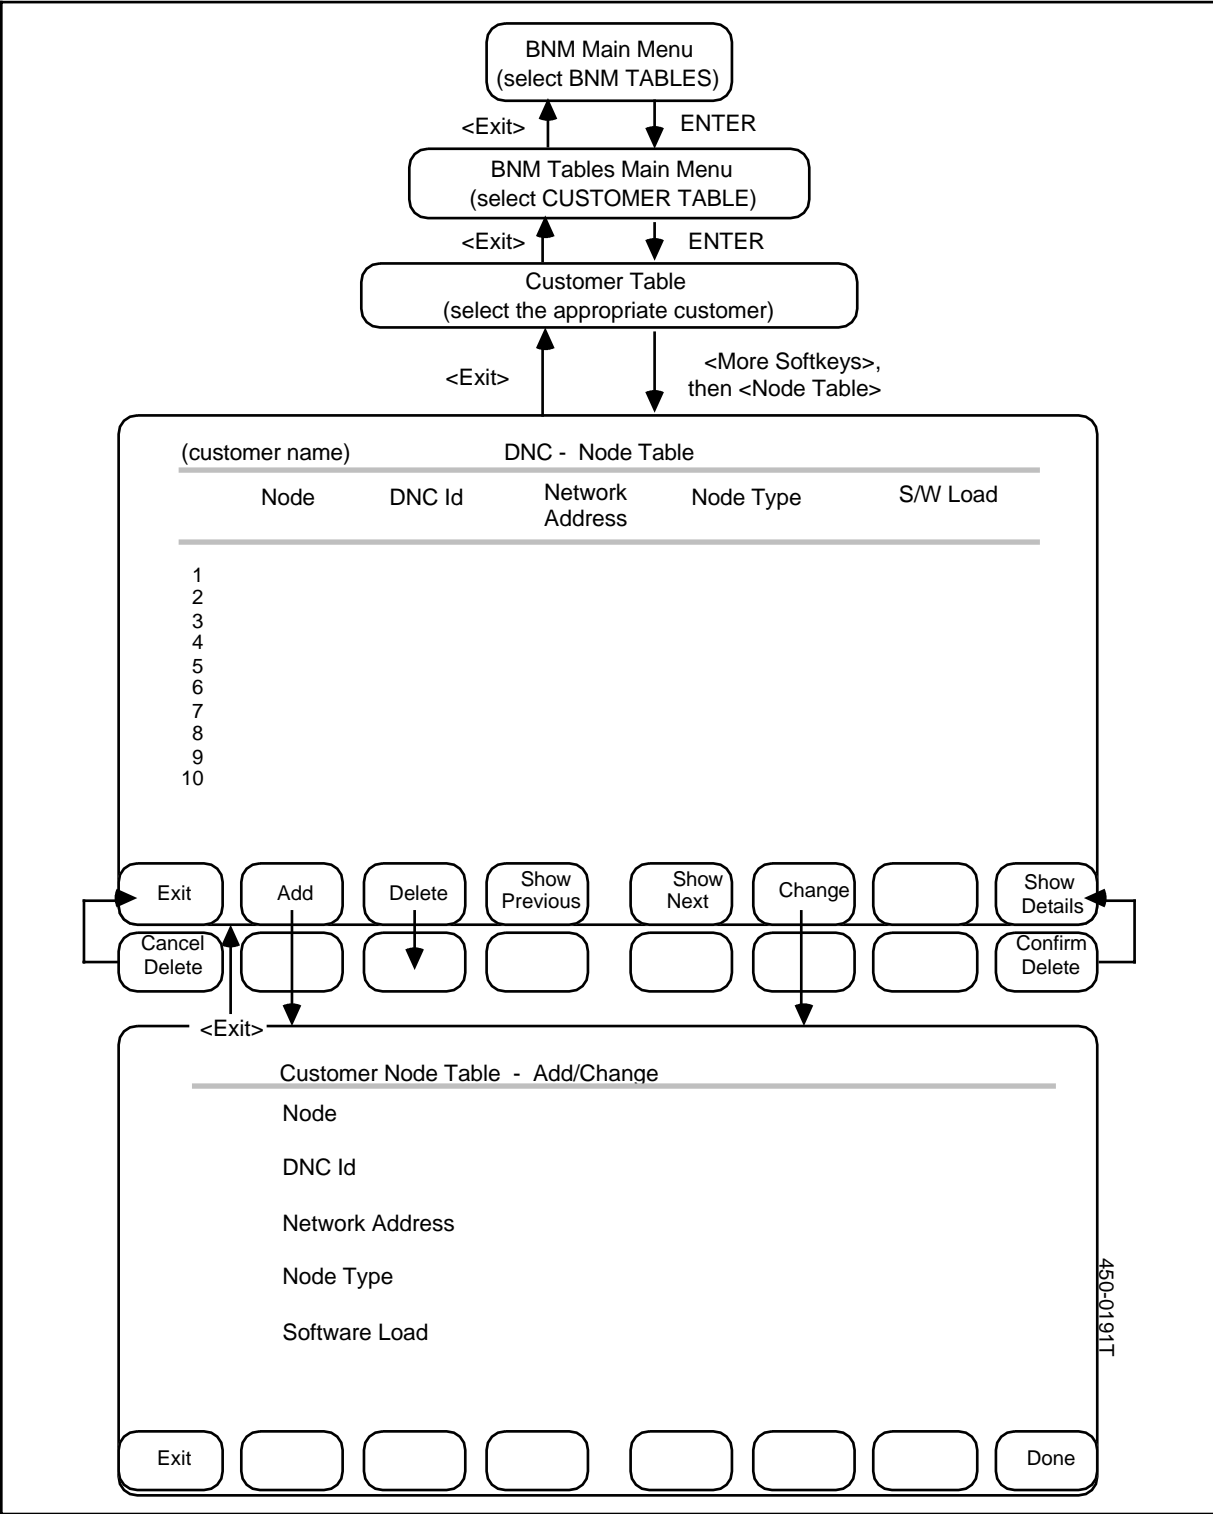 BNM Main Menu
(select BNM TABLES)
<Exit>
ENTER
BNM Tables Main Menu
(select CUSTOMER TABLE)
<Exit>
ENTER
Customer Table
(select the appropriate customer)
<Exit>
<More Softkeys>,
then <Node Table>
(customer name)
DNC - Node Table
Node
DNC Id
Network
Address
Node Type
S/W Load
1
2
3
4
5
6
7
8
9
10
Exit
Add
Delete
Show
Previous
Show
Next
Change
Show
Details
Cancel
Delete
Confirm
Delete
<Exit>
Customer Node Table - Add/Change
Node
DNC Id
Network Address
Node Type
Software Load
450-0191T
Exit
Done